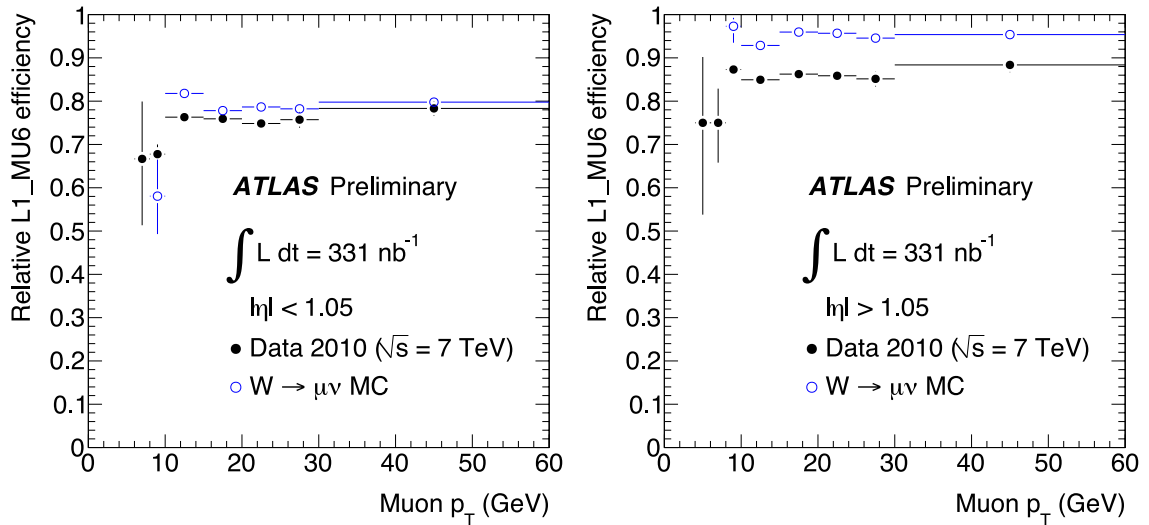 Relative L1_MU6 efficiency
1
0.9
0.8
0.7
0.6
0.5
0.4
0.3
0.2
0.1
0
0 10 20 30 40 50 60
Muon p_T (GeV)
ATLAS Preliminary
∫ L dt = 331 nb⁻¹
|η| < 1.05
Data 2010 (√s = 7 TeV)
W → μν MC
Relative L1_MU6 efficiency
1
0.9
0.8
0.7
0.6
0.5
0.4
0.3
0.2
0.1
0
0 10 20 30 40 50 60
Muon p_T (GeV)
ATLAS Preliminary
∫ L dt = 331 nb⁻¹
|η| > 1.05
Data 2010 (√s = 7 TeV)
W → μν MC